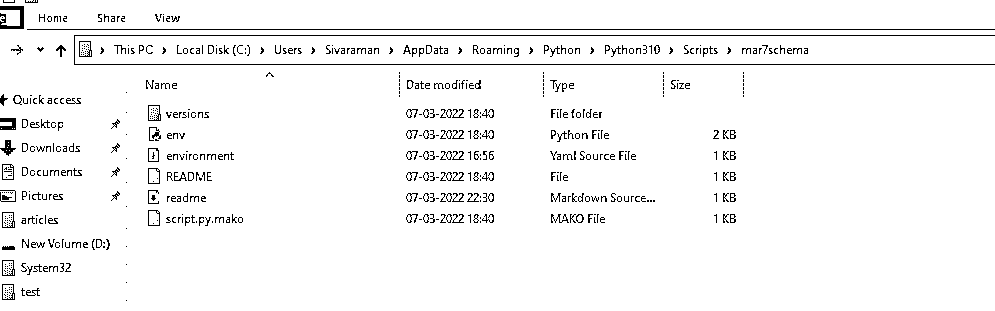 Home Share View
This PC > Local Disk (C:) > Users > Sivaraman > AppData > Roaming > Python > Python310 > Scripts > mar7schema
Name Date modified Type Size
Quick access
Desktop
Downloads
Documents
Pictures
articles
New Volume (D:)
System32
test
versions 07-03-2022 18:40 File folder
env 07-03-2022 18:40 Python File 2 KB
environment 07-03-2022 16:56 Yaml Source File 1 KB
README 07-03-2022 18:40 File 1 KB
readme 07-03-2022 22:30 Markdown Source... 1 KB
script.py.mako 07-03-2022 18:40 MAKO File 1 KB